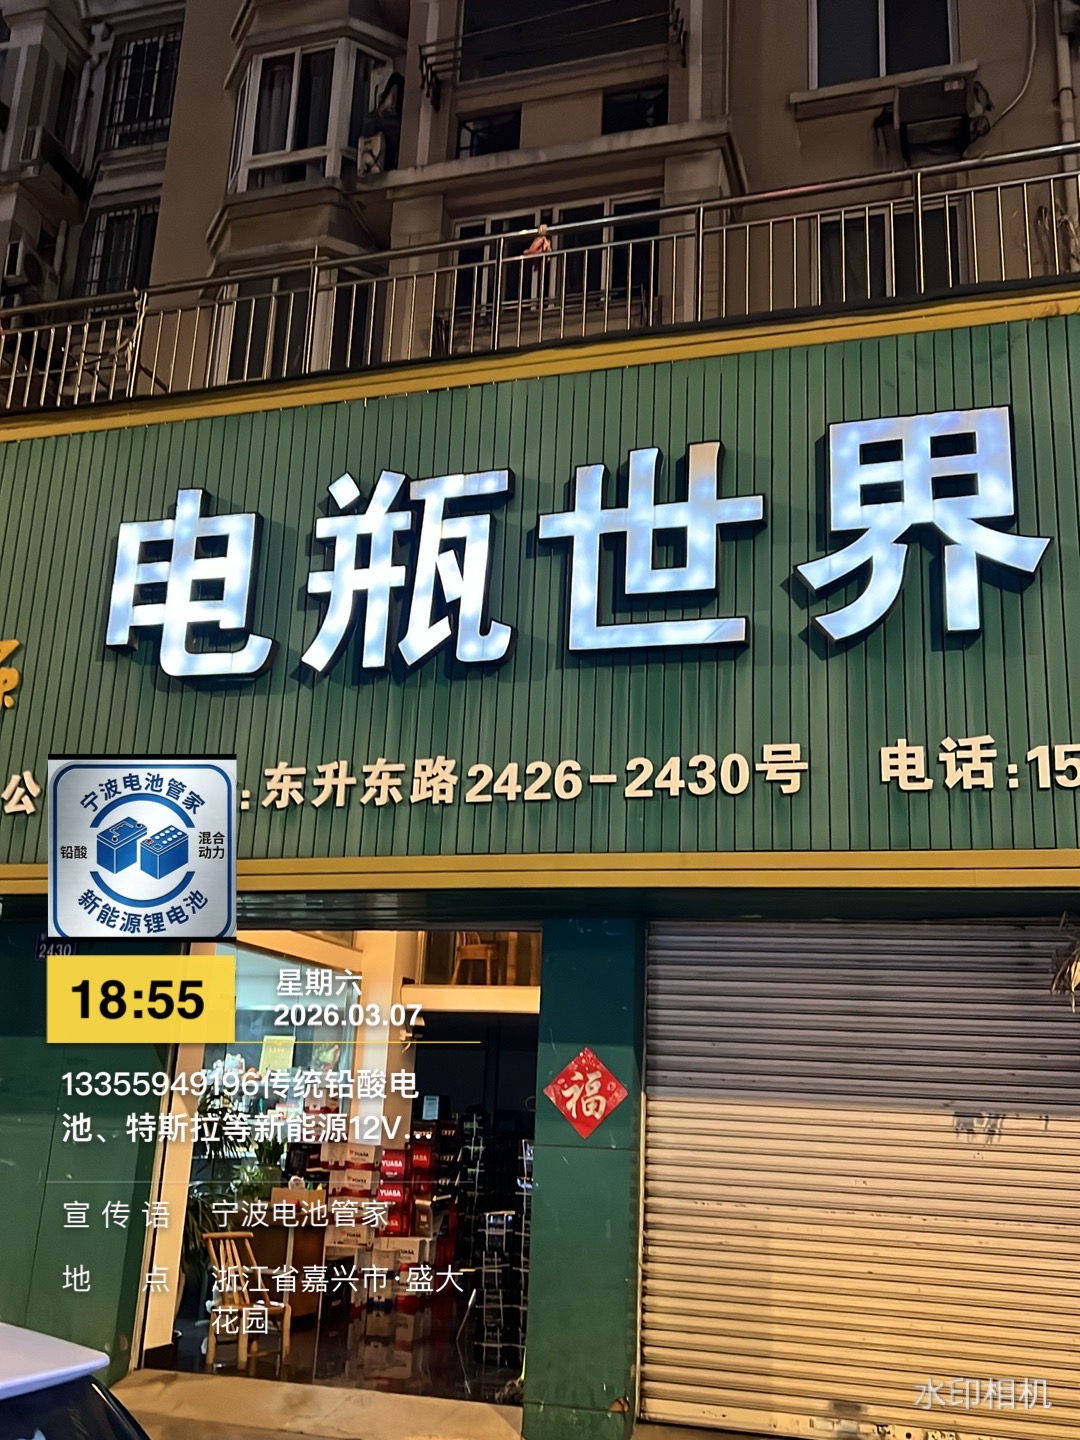 电瓶世界
源
公
:东升东路2426-2430号 电话:15
宁波电池管家
铅酸
混合
动力
新能源锂电池
2430
18:55
星期六
2026.03.07
13355949196传统铅酸电
池、特斯拉等新能源12V...
宣传语 宁波电池管家
地点 浙江省嘉兴市·盛大
花园
福
YUASA
YUASA
YUASA
水印相机